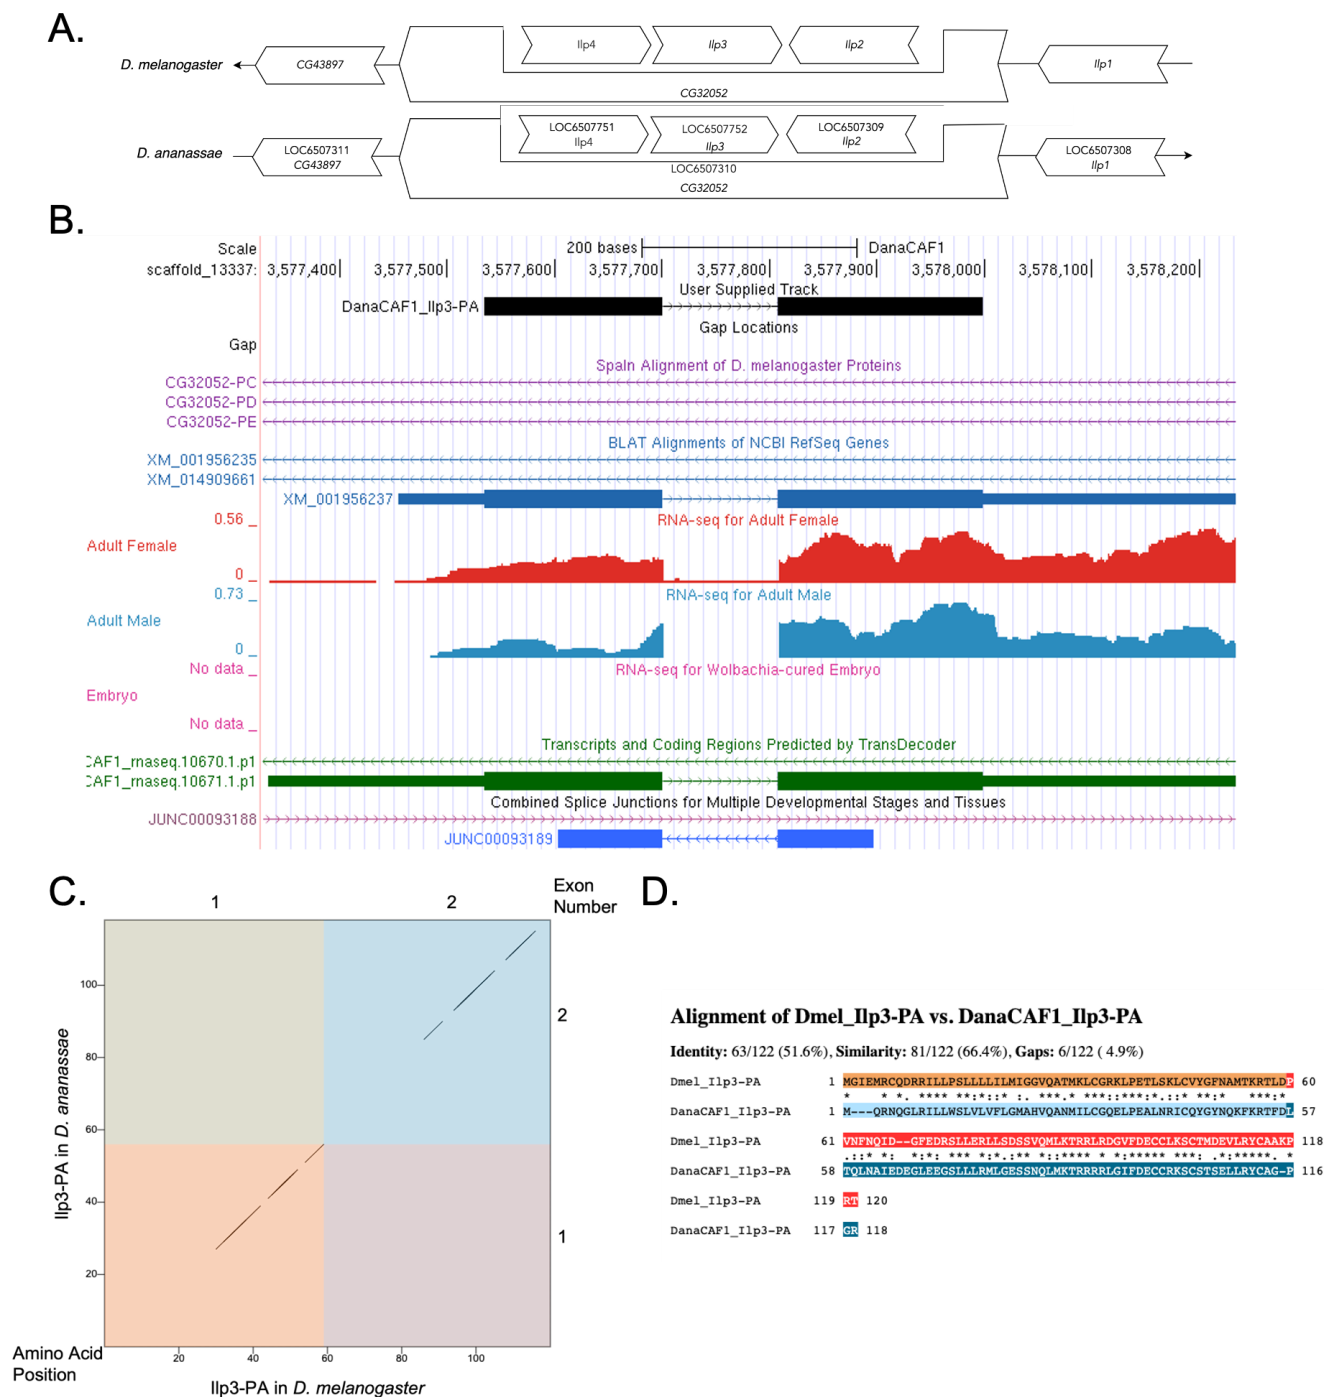 A.
D. melanogaster
CG43897
Ilp4
Ilp3
Ilp2
CG32052
Ilp1
D. ananassae
LOC6507311
CG43897
LOC6507751
Ilp4
LOC6507752
Ilp3
LOC6507309
Ilp2
LOC6507310
CG32052
LOC6507308
Ilp1
B.
Scale 200 bases DanaCAF1
scaffold_13337: 3,577,400 3,577,500 3,577,600 3,577,700 3,577,800 3,577,900 3,578,000 3,578,100 3,578,200
User Supplied Track
DanaCAF1_Ilp3-PA
Gap Locations
Gap
Spaln Alignment of D. melanogaster Proteins
CG32052-PC
CG32052-PD
CG32052-PE
BLAT Alignments of NCBI RefSeq Genes
XM_001956235
XM_014909661
XM_001956237
RNA-seq for Adult Female
0.56 _
Adult Female
0 _
RNA-seq for Adult Male
0.73 _
Adult Male
0 _
RNA-seq for Wolbachia-cured Embryo
No data _
Embryo
No data _
Transcripts and Coding Regions Predicted by TransDecoder
CAF1_rnaseq.10670.1.p1
CAF1_rnaseq.10671.1.p1
Combined Splice Junctions for Multiple Developmental Stages and Tissues
JUNC00093188
JUNC00093189
C.
1 2 Exon Number
100
80
60
40
20
2
1
Ilp3-PA in D. ananassae
20 40 60 80 100
Amino Acid Position
Ilp3-PA in D. melanogaster
D.
Alignment of Dmel_Ilp3-PA vs. DanaCAF1_Ilp3-PA
Identity: 63/122 (51.6%), Similarity: 81/122 (66.4%), Gaps: 6/122 ( 4.9%)
Dmel_Ilp3-PA 1 MGIEMRCQDRRILLPSLLLLILMIGGVQATMKLCGRKLPETLSKLCVYGFNAMTKRTLDP 60
DanaCAF1_Ilp3-PA 1 M---QRNQGLRILLWSLVLVFLGMAHVQANMILCGQELPEALNRICQYGYNQKFKRTFDL 57
Dmel_Ilp3-PA 61 VNFNQID--GFEDRSLLERLLSDSSVQMLKTRRLRDGVFDECCLKSCTMDEVLRYCAAKP 118
DanaCAF1_Ilp3-PA 58 TQLNAIEDEGLEEGSLLLRMLGESSNQLMKTRRRRLGIFDECCRKSCSTSELLRYCAG-P 116
Dmel_Ilp3-PA 119 RT 120
DanaCAF1_Ilp3-PA 117 GR 118